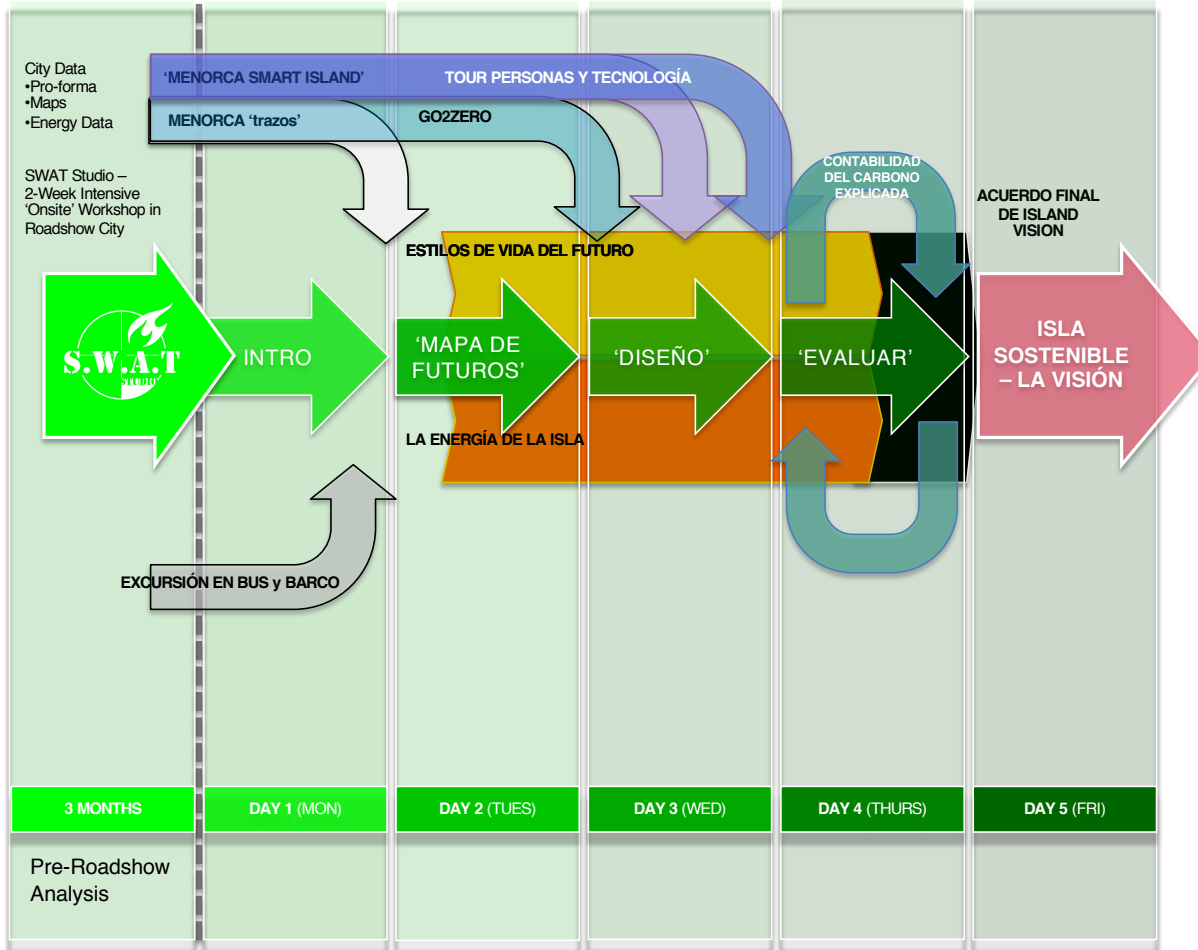 City Data
•Pro-forma
•Maps
•Energy Data
SWAT Studio –
2-Week Intensive
'Onsite' Workshop in
Roadshow City
'MENORCA SMART ISLAND'
TOUR PERSONAS Y TECNOLOGÍA
MENORCA 'trazos'
GO2ZERO
CONTABILIDAD
DEL CARBONO
EXPLICADA
ACUERDO FINAL
DE ISLAND
VISION
ESTILOS DE VIDA DEL FUTURO
S.W.A.T
STUDIO
INTRO
'MAPA DE
FUTUROS'
'DISEÑO'
'EVALUAR'
ISLA
SOSTENIBLE
– LA VISIÓN
LA ENERGÍA DE LA ISLA
EXCURSIÓN EN BUS y BARCO
3 MONTHS
DAY 1 (MON)
DAY 2 (TUES)
DAY 3 (WED)
DAY 4 (THURS)
DAY 5 (FRI)
Pre-Roadshow
Analysis